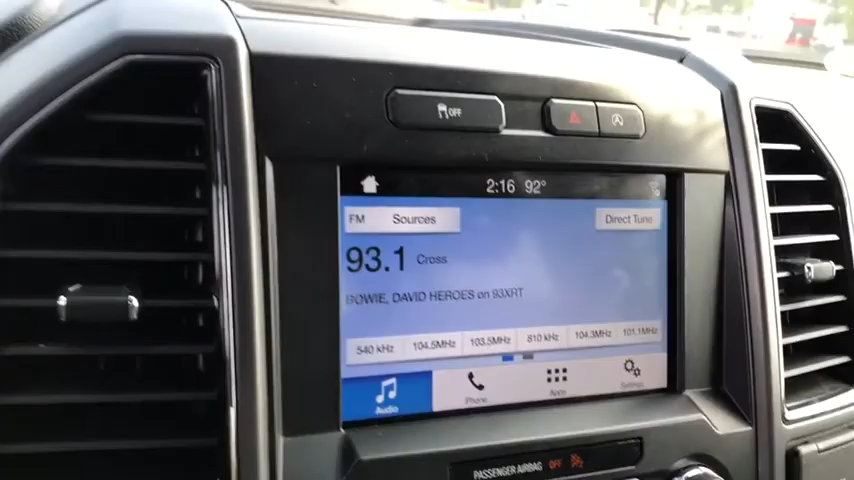 OFF
2:16 92°
FM Sources Direct Tune
93.1 Cross
BOWIE, DAVID HEROES on 93XRT
540 kHz 104.5MHz 103.5MHz 810 kHz 104.3MHz 101.1MHz
Audio Phone Apps Settings
PASSENGER AIRBAG OFF